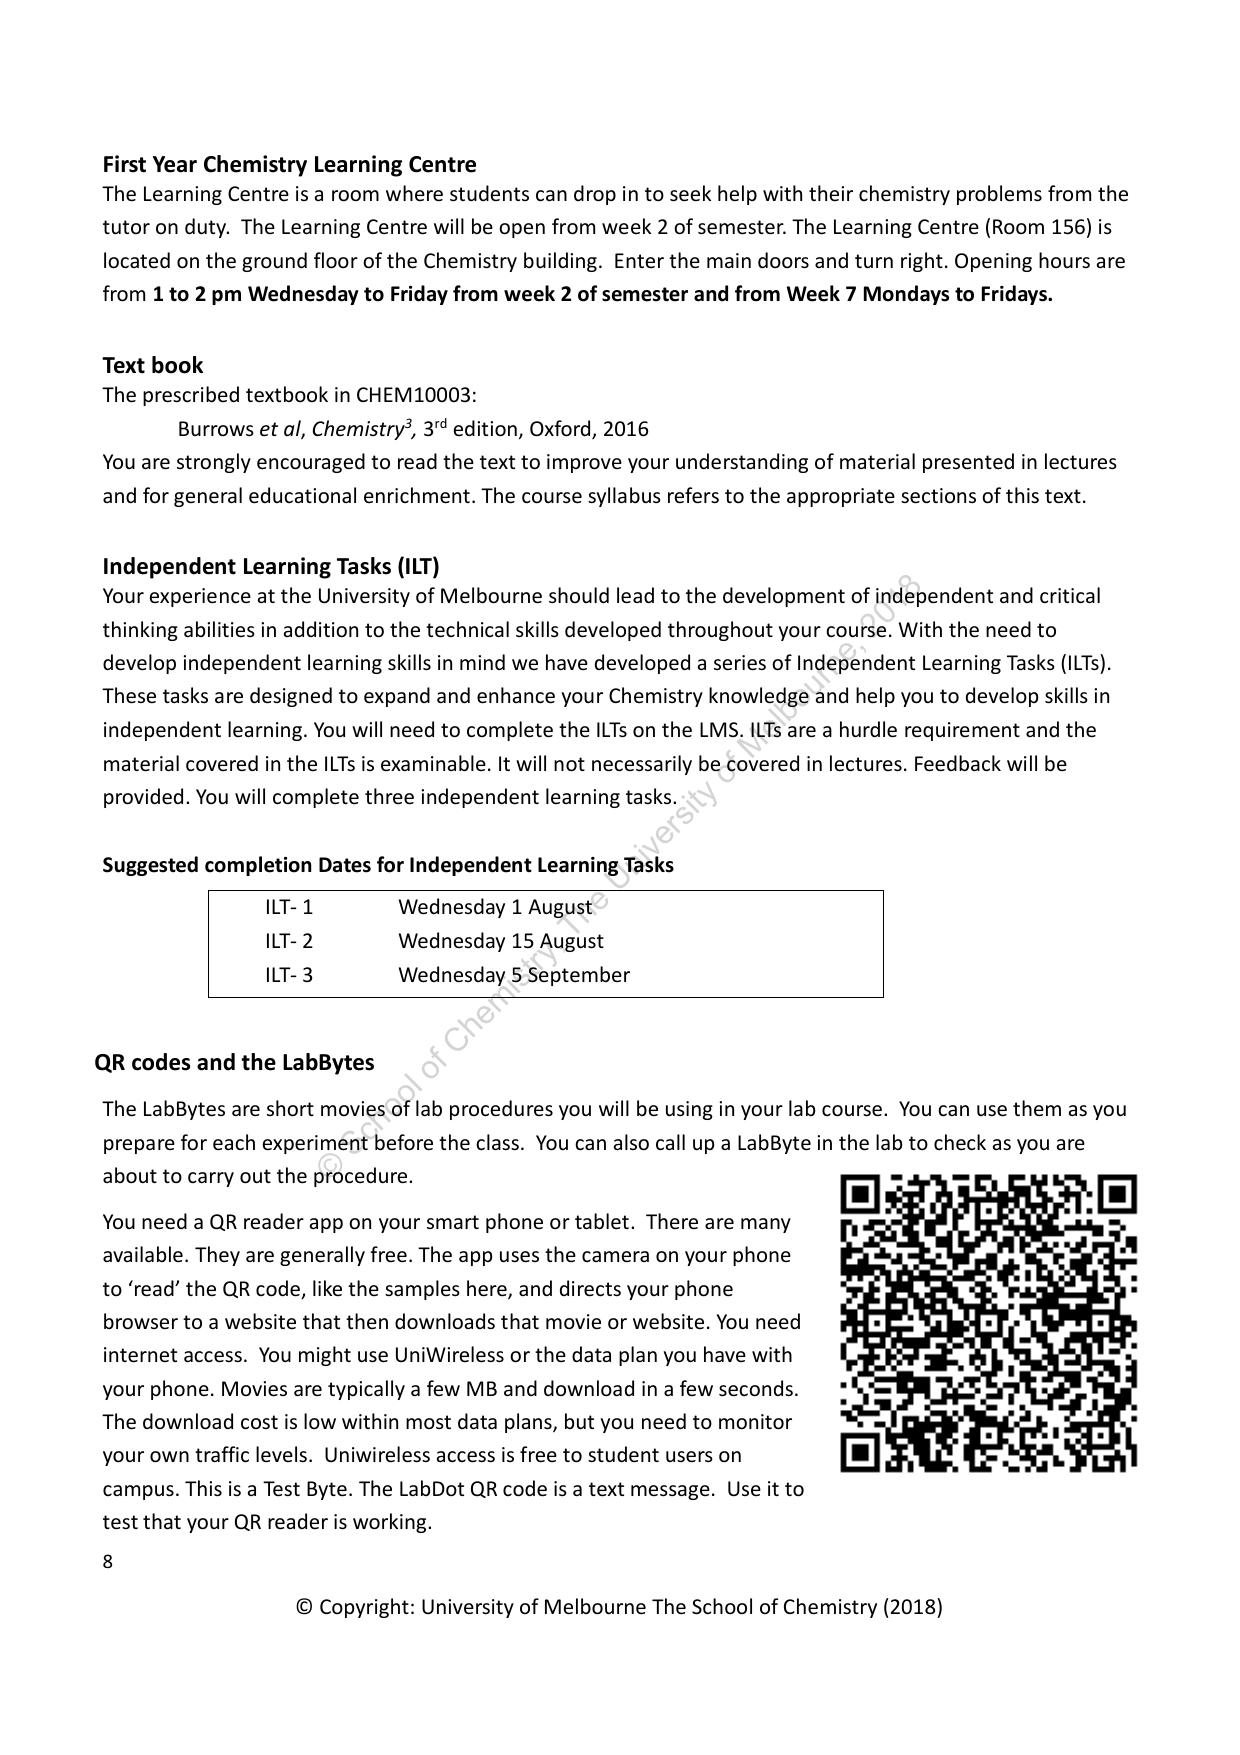 First Year Chemistry Learning Centre
The Learning Centre is a room where students can drop in to seek help with their chemistry problems from the
tutor on duty.  The Learning Centre will be open from week 2 of semester. The Learning Centre (Room 156) is
located on the ground floor of the Chemistry building.  Enter the main doors and turn right. Opening hours are
from 1 to 2 pm Wednesday to Friday from week 2 of semester and from Week 7 Mondays to Fridays.
Text book
The prescribed textbook in CHEM10003:
Burrows et al, Chemistry³, 3rd edition, Oxford, 2016
You are strongly encouraged to read the text to improve your understanding of material presented in lectures
and for general educational enrichment. The course syllabus refers to the appropriate sections of this text.
Independent Learning Tasks (ILT)
Your experience at the University of Melbourne should lead to the development of independent and critical
thinking abilities in addition to the technical skills developed throughout your course. With the need to
develop independent learning skills in mind we have developed a series of Independent Learning Tasks (ILTs).
These tasks are designed to expand and enhance your Chemistry knowledge and help you to develop skills in
independent learning. You will need to complete the ILTs on the LMS. ILTs are a hurdle requirement and the
material covered in the ILTs is examinable. It will not necessarily be covered in lectures. Feedback will be
provided. You will complete three independent learning tasks.
Suggested completion Dates for Independent Learning Tasks
ILT- 1 Wednesday 1 August
ILT- 2 Wednesday 15 August
ILT- 3 Wednesday 5 September
QR codes and the LabBytes
The LabBytes are short movies of lab procedures you will be using in your lab course.  You can use them as you
prepare for each experiment before the class.  You can also call up a LabByte in the lab to check as you are
about to carry out the procedure.
You need a QR reader app on your smart phone or tablet.  There are many
available. They are generally free. The app uses the camera on your phone
to ‘read’ the QR code, like the samples here, and directs your phone
browser to a website that then downloads that movie or website. You need
internet access.  You might use UniWireless or the data plan you have with
your phone. Movies are typically a few MB and download in a few seconds.
The download cost is low within most data plans, but you need to monitor
your own traffic levels.  Uniwireless access is free to student users on
campus. This is a Test Byte. The LabDot QR code is a text message.  Use it to
test that your QR reader is working.
8
© Copyright: University of Melbourne The School of Chemistry (2018)
© School of Chemistry, The University of Melbourne, 2018